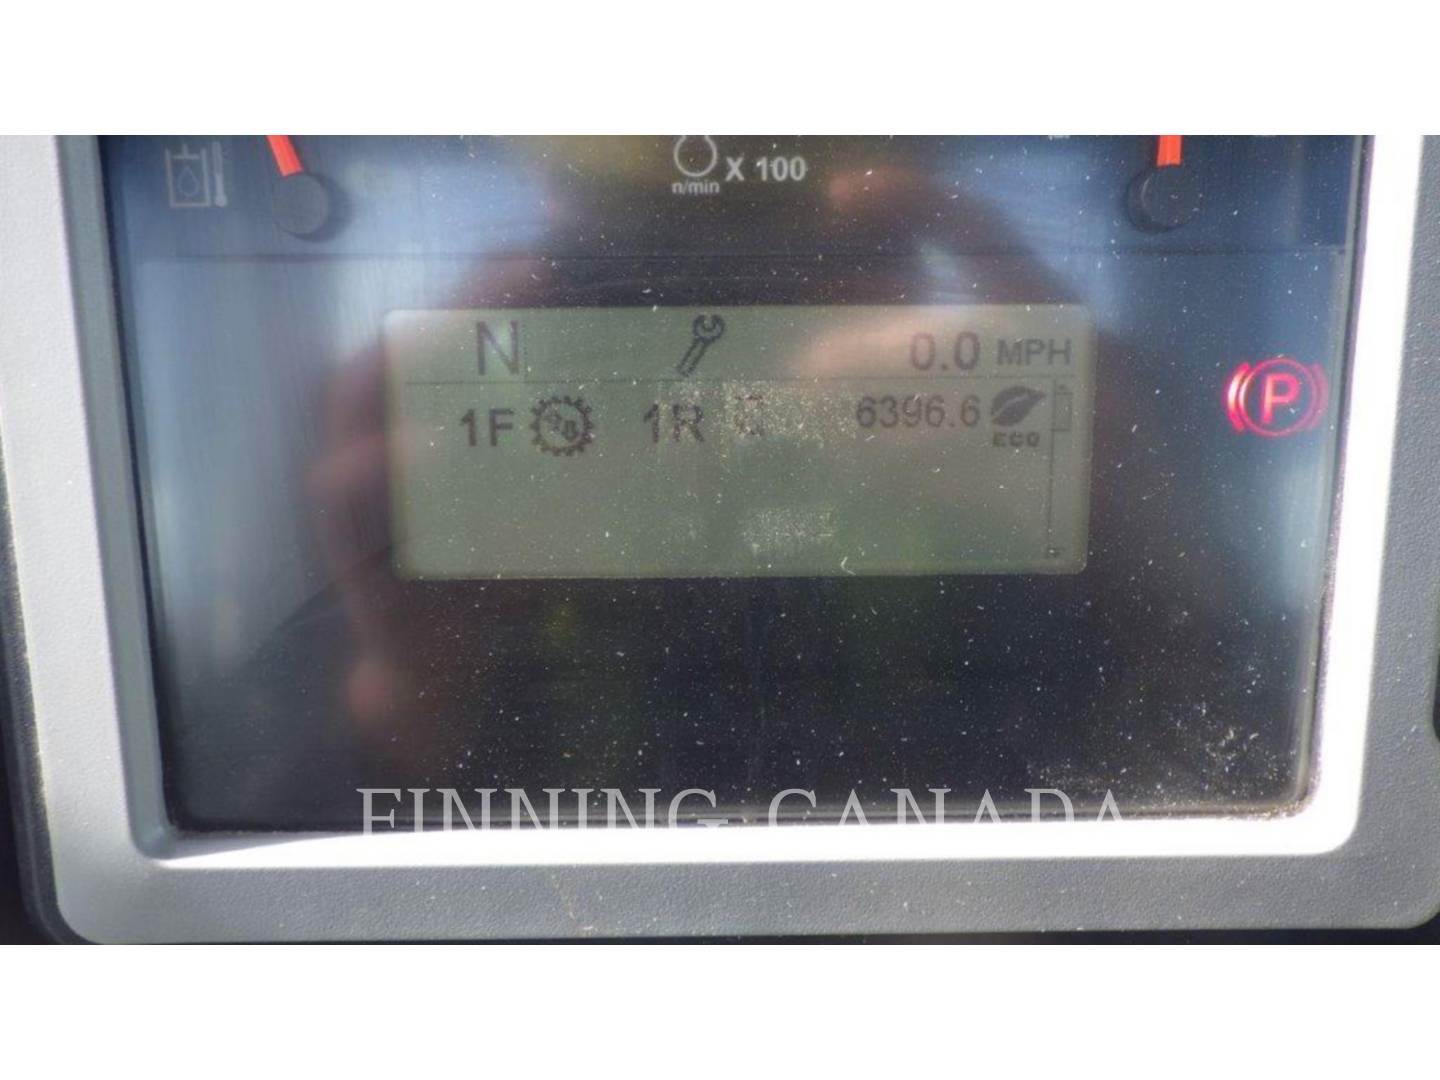 n/min X 100
N 0.0 MPH
1F 1R 6396.6
ECO
P
FINNING CANADA